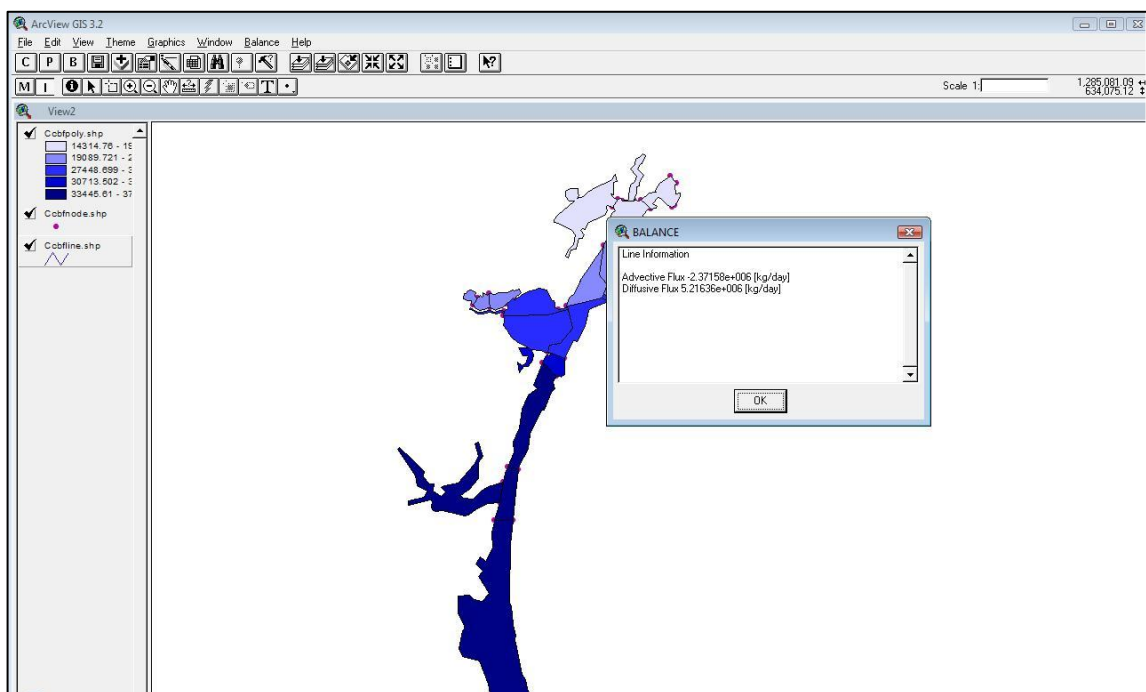 ArcView GIS 3.2
File Edit View Theme Graphics Window Balance Help
C P B
M I T
Scale 1:
1,285,081.09
634,075.12
View2
Ccbfpoly.shp
14314.76 - 19
19089.721 - 2
27448.699 - 3
30713.502 - 3
33445.61 - 37
Ccbfnode.shp
Ccbfline.shp
BALANCE
Line Information
Advective Flux -2.37158e+006 [kg/day]
Diffusive Flux 5.21636e+006 [kg/day]
OK